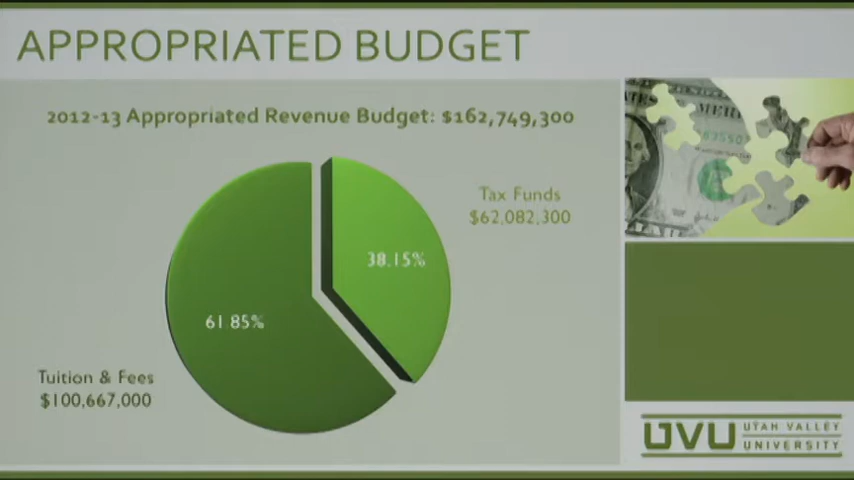 APPROPRIATED BUDGET
2012-13 Appropriated Revenue Budget: $162,749,300
Tax Funds
$62,082,300
38.15%
61.85%
Tuition & Fees
$100,667,000
UVU UTAH VALLEY
UNIVERSITY